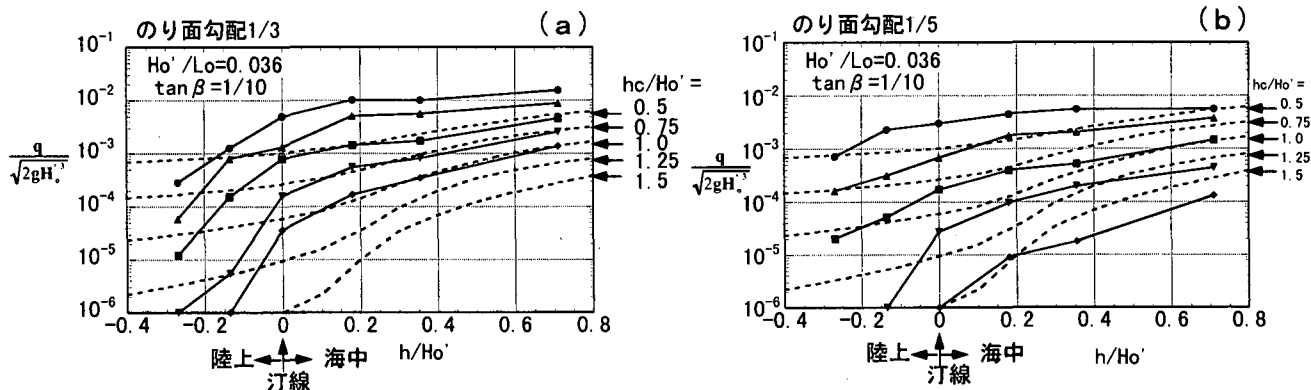 のり面勾配1/3
(a)
Ho'/Lo=0.036
tanβ=1/10
hc/Ho'=
0.5
0.75
1.0
1.25
1.5
10⁻¹
10⁻²
10⁻³
10⁻⁴
10⁻⁵
10⁻⁶
q
√2gHo'³
-0.4
-0.2
0
0.2
0.4
0.6
0.8
陸上
海中
汀線
h/Ho'
のり面勾配1/5
(b)
Ho'/Lo=0.036
tanβ=1/10
hc/Ho'=
0.5
0.75
1.0
1.25
1.5
10⁻¹
10⁻²
10⁻³
10⁻⁴
10⁻⁵
10⁻⁶
q
√2gHo'³
-0.4
-0.2
0
0.2
0.4
0.6
0.8
陸上
海中
汀線
h/Ho'